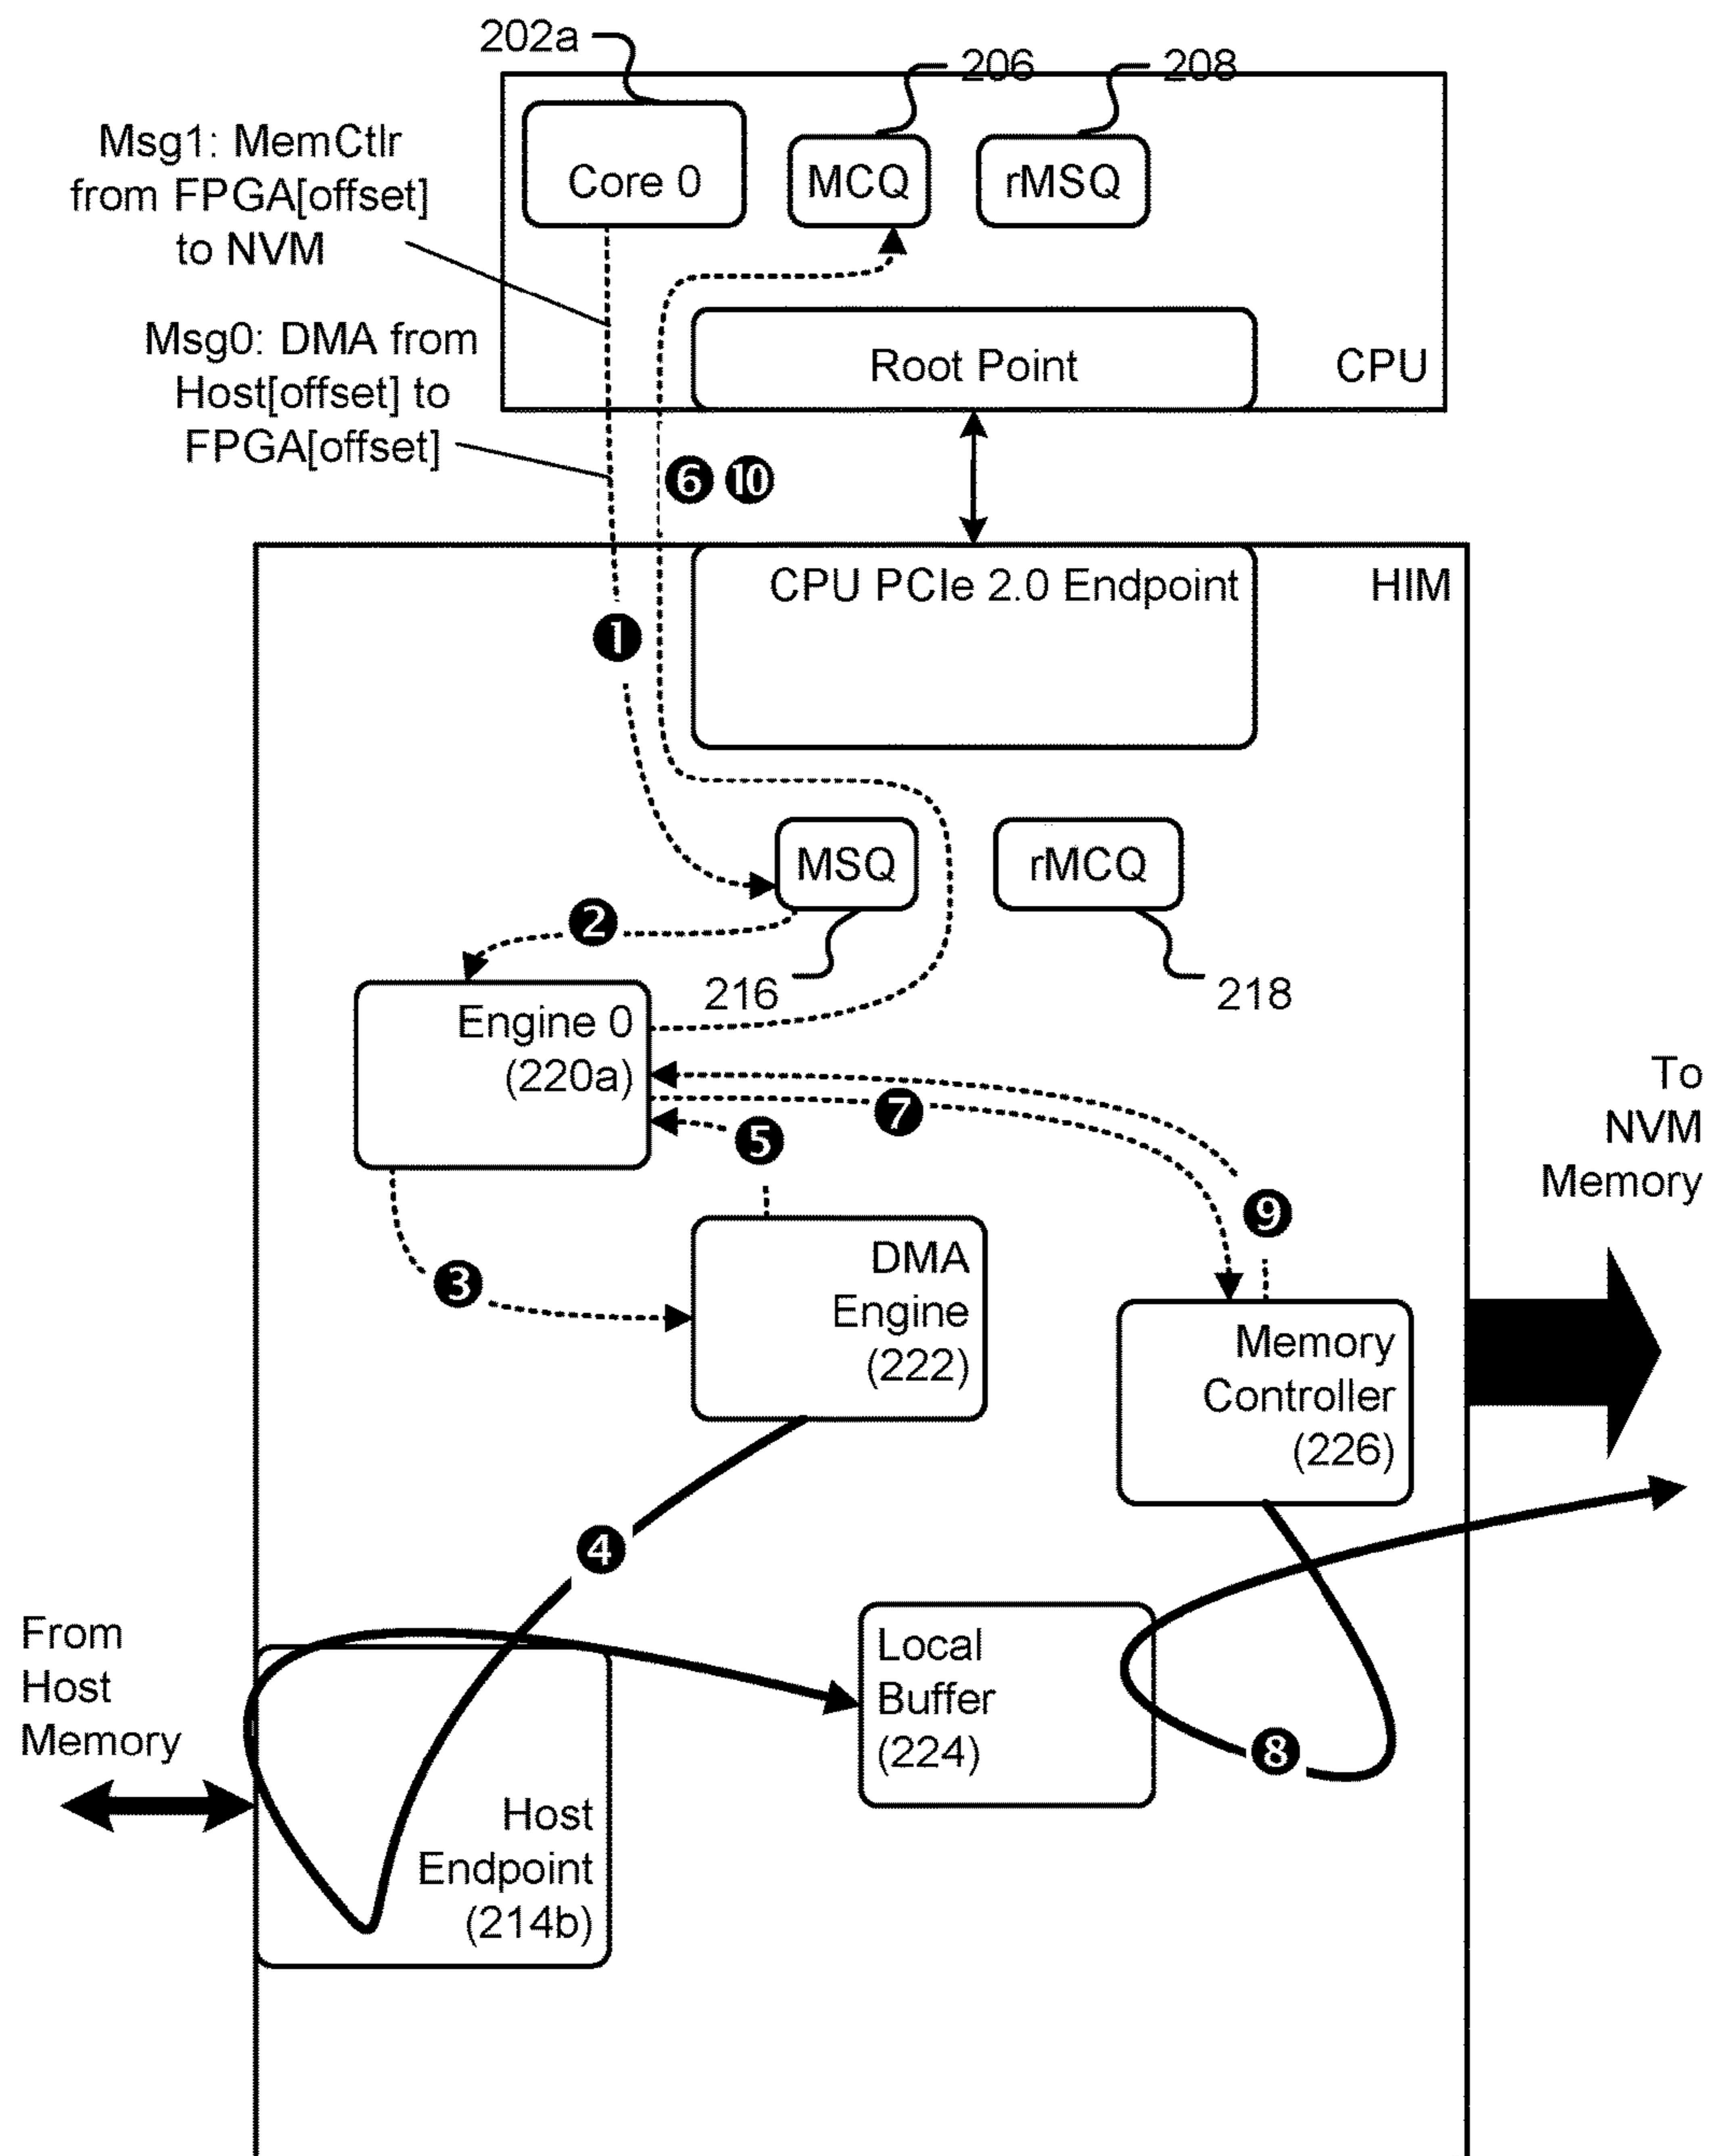 202a
206
208
Msg1: MemCtlr
from FPGA[offset]
to NVM
Core 0
MCQ
rMSQ
Msg0: DMA from
Host[offset] to
FPGA[offset]
Root Point
CPU
6 10
CPU PCIe 2.0 Endpoint
HIM
1
MSQ
rMCQ
2
216
218
Engine 0
(220a)
7
5
To
NVM
Memory
9
3
DMA
Engine
(222)
Memory
Controller
(226)
4
From
Host
Memory
Local
Buffer
(224)
8
Host
Endpoint
(214b)